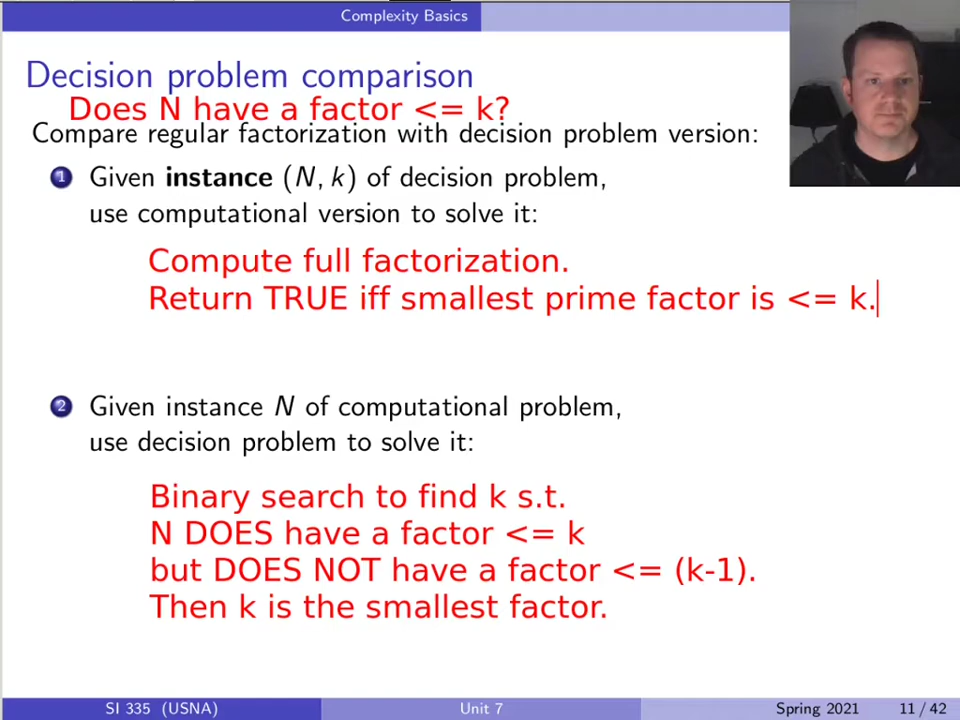 Complexity Basics
Decision problem comparison
Does N have a factor <= k?
Compare regular factorization with decision problem version:
1 Given instance (N, k) of decision problem,
use computational version to solve it:
Compute full factorization.
Return TRUE iff smallest prime factor is <= k.
2 Given instance N of computational problem,
use decision problem to solve it:
Binary search to find k s.t.
N DOES have a factor <= k
but DOES NOT have a factor <= (k-1).
Then k is the smallest factor.
SI 335 (USNA) Unit 7 Spring 2021 11 / 42